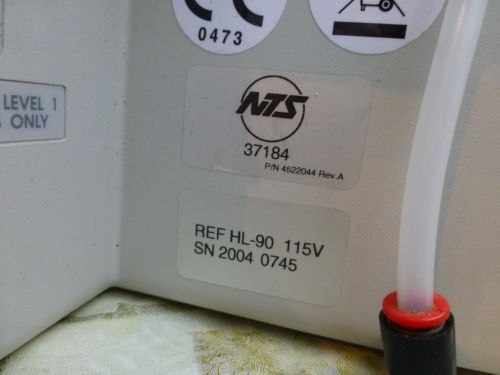 0473
LEVEL 1
ONLY
NTS
37184
P/N 4522044 Rev.A
REF HL-90 115V
SN 2004 0745